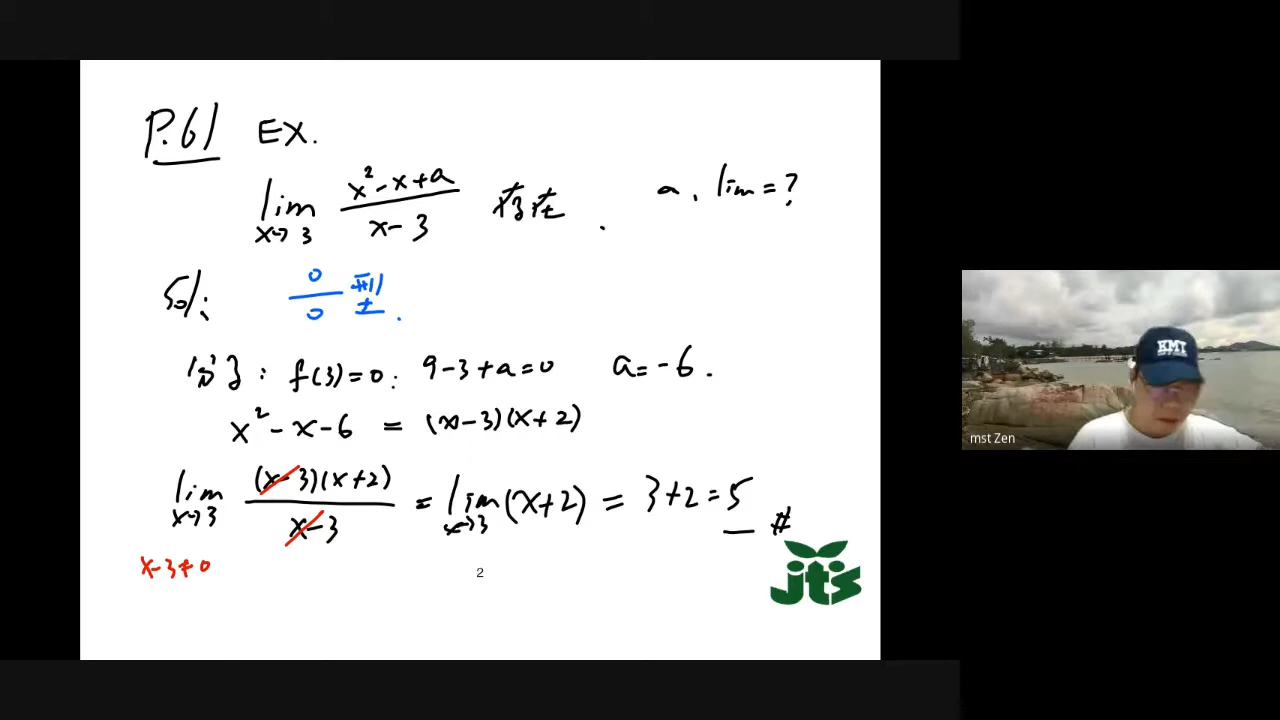 P.61 EX.
lim x→3 (x² - x + a)/(x - 3) 存在. a, lim = ?
Sol:
0/0 型.
分子: f(3) = 0: 9 - 3 + a = 0 a = -6.
x² - x - 6 = (x - 3)(x + 2)
lim x→3 (x - 3)(x + 2)/(x - 3) = lim x→3 (x + 2) = 3 + 2 = 5 #
x - 3 ≠ 0
2
jts
KMT
mst Zen